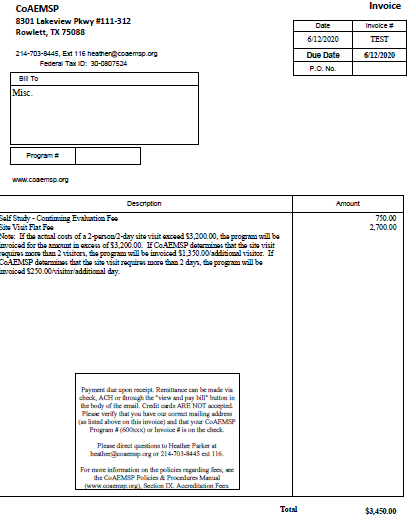 CoAEMSP
Invoice
8301 Lakeview Pkwy #111-312
Rowlett, TX 75088
Date
Invoice #
6/12/2020
TEST
214-703-8445, Ext 116 heather@coaemsp.org
Due Date
6/12/2020
Federal Tax ID: 30-0807524
P.O. No.
Bill To
Misc.
Program #
www.coaemsp.org
Description
Amount
Self Study - Continuing Evaluation Fee
750.00
Site Visit Flat Fee
2,700.00
Note: If the actual costs of a 2-person/2-day site visit exceed $3,200.00, the program will be
invoiced for the amount in excess of $3,200.00. If CoAEMSP determines that the site visit
requires more than 2 visitors, the program will be invoiced $1,350.00/additional visitor. If
CoAEMSP determines that the site visit requires more than 2 days, the program will be
invoiced $250.00/visitor/additional day.
Payment due upon receipt. Remittance can be made via
check, ACH or through the "view and pay bill" button in
the body of the email. Credit cards ARE NOT accepted.
Please verify that you have our correct mailing address
(as listed above on this invoice) and that your CoAEMSP
Program # (600xxx) or Invoice # is on the check.
Please direct questions to Heather Parker at
heather@coaemsp.org or 214-703-8445 ext 116.
For more information on the policies regarding fees, see
the CoAEMSP Policies & Procedures Manual
(www.coaemsp.org), Section IX. Accreditation Fees.
Total
$3,450.00